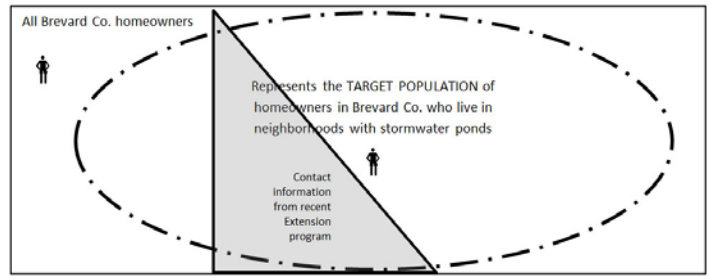 All Brevard Co. homeowners
Represents the TARGET POPULATION of
homeowners in Brevard Co. who live in
neighborhoods with stormwater ponds
Contact
information
from recent
Extension
program